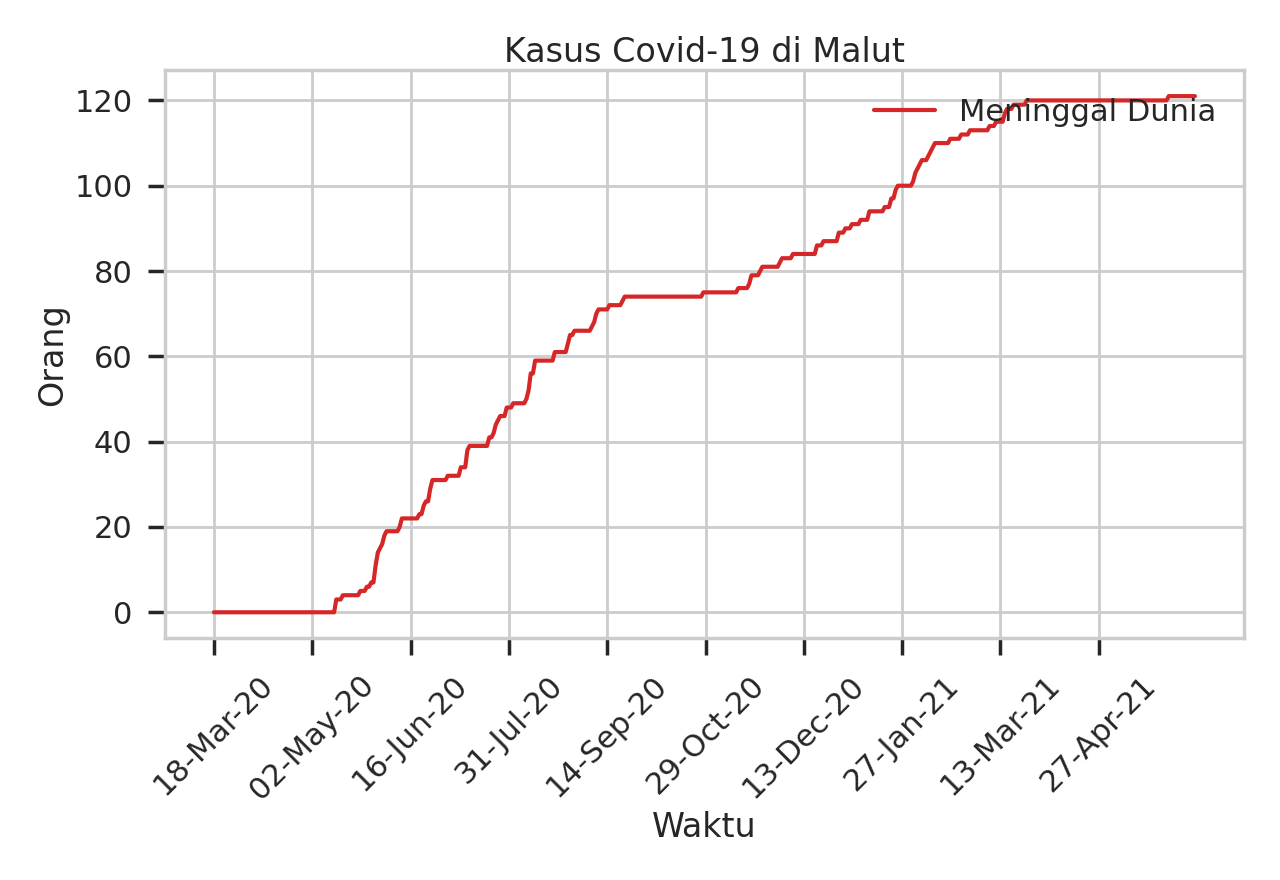 Kasus Covid-19 di Malut
Meninggal Dunia
120
100
80
60
40
20
0
Orang
18-Mar-20
02-May-20
16-Jun-20
31-Jul-20
14-Sep-20
29-Oct-20
13-Dec-20
27-Jan-21
13-Mar-21
27-Apr-21
Waktu